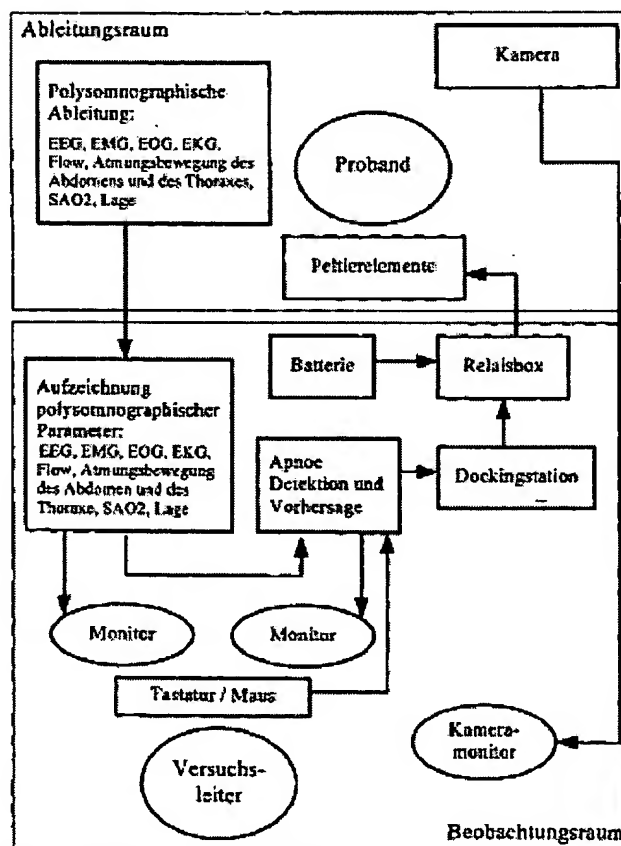 Ableitungsraum
Kamera
Polysomnographische
Ableitung:
EEG, EMG, EOG, EKG,
Flow, Atmungsbewegung des
Abdomens und des Thoraxes,
SAO2, Lage
Proband
Peltierelemente
Batterie
Relaisbox
Aufzeichnung
polysomnographischer
Parameter:
EEG, EMG, EOG, EKG,
Flow, Atmungsbewegung
des Abdomen und des
Thoraxe, SAO2, Lage
Apnoe
Detektion und
Vorhersage
Dockingstation
Monitor
Monitor
Tastatur / Maus
Kamera-
monitor
Versuchs-
leiter
Beobachtungsraum